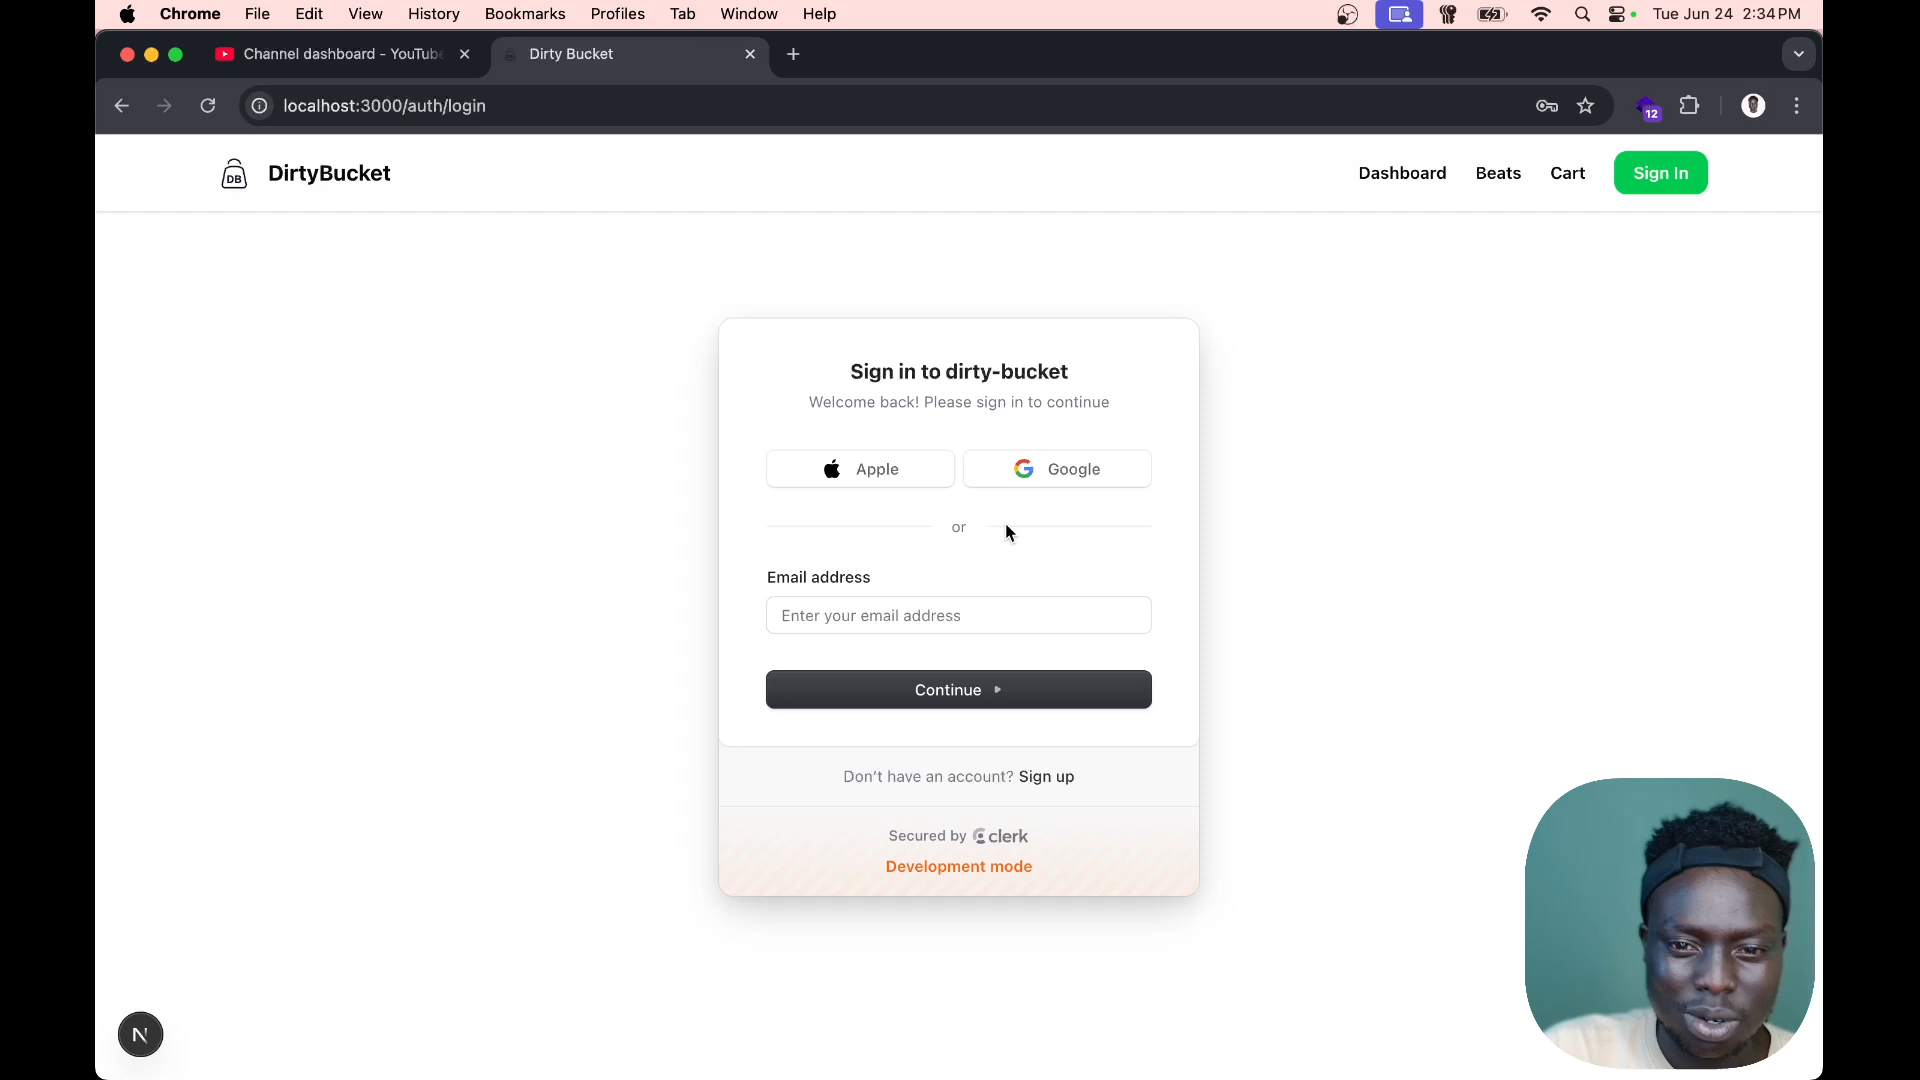 Chrome File Edit View History Bookmarks Profiles Tab Window Help Tue Jun 24 2:34 PM
Channel dashboard - YouTube Dirty Bucket
localhost:3000/auth/login 12
DB DirtyBucket Dashboard Beats Cart Sign In
Sign in to dirty-bucket
Welcome back! Please sign in to continue
Apple Google
or
Email address
Enter your email address
Continue
Don't have an account? Sign up
Secured by clerk
Development mode
N